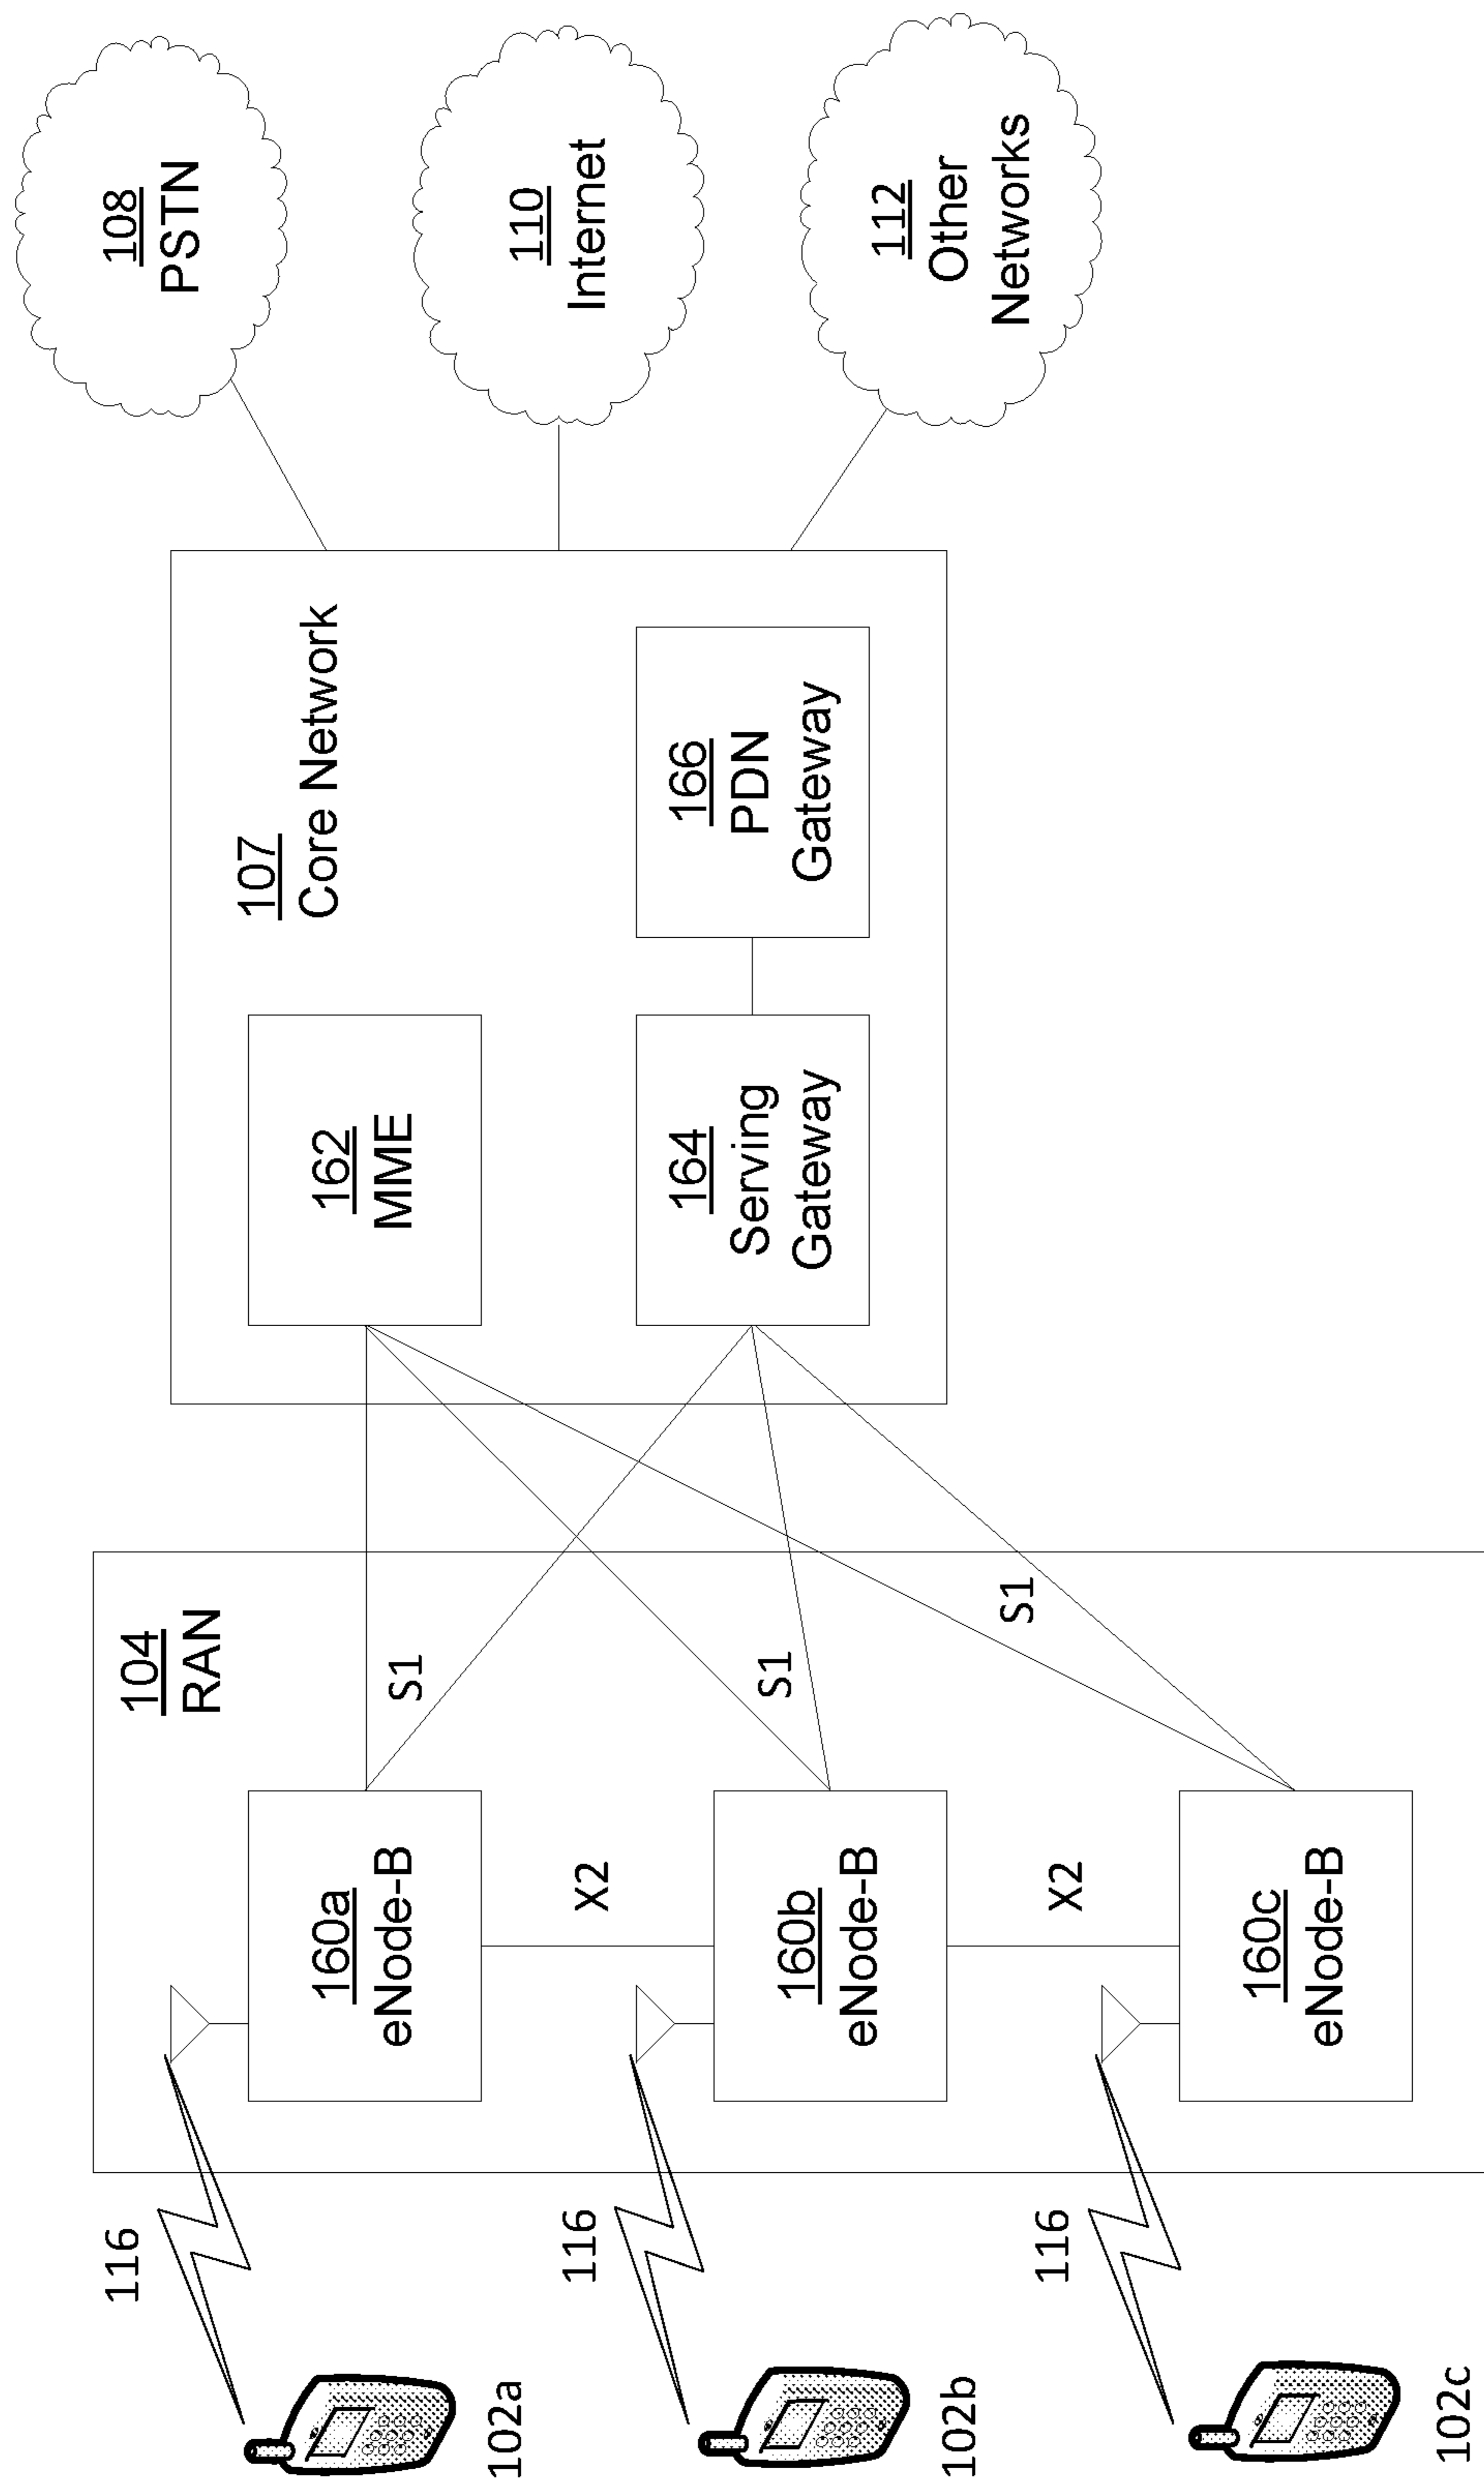 116
102a
116
102b
116
102c
104
RAN
160a
eNode-B
X2
160b
eNode-B
X2
160c
eNode-B
S1
S1
S1
107
Core Network
162
MME
164
Serving
Gateway
166
PDN
Gateway
108
PSTN
110
Internet
112
Other
Networks